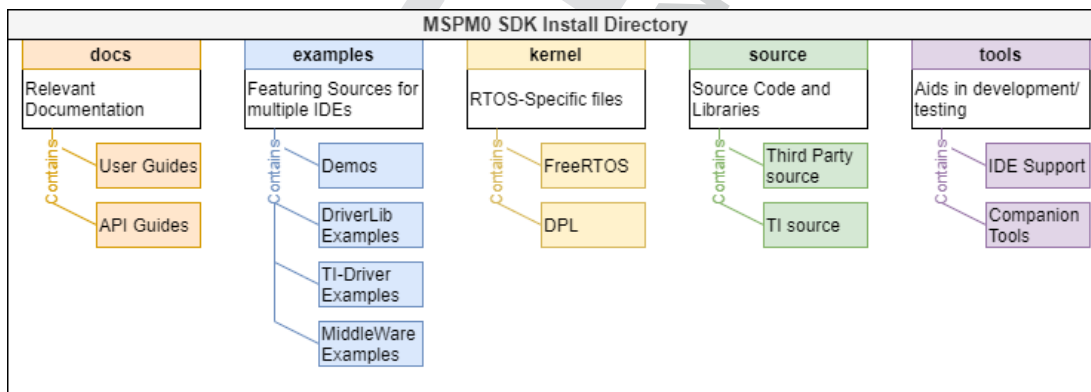 MSPM0 SDK Install Directory
docs
Relevant
Documentation
Contains
User Guides
API Guides
examples
Featuring Sources for
multiple IDEs
Contains
Demos
DriverLib
Examples
TI-Driver
Examples
MiddleWare
Examples
kernel
RTOS-Specific files
Contains
FreeRTOS
DPL
source
Source Code and
Libraries
Contains
Third Party
source
TI source
tools
Aids in development/
testing
Contains
IDE Support
Companion
Tools